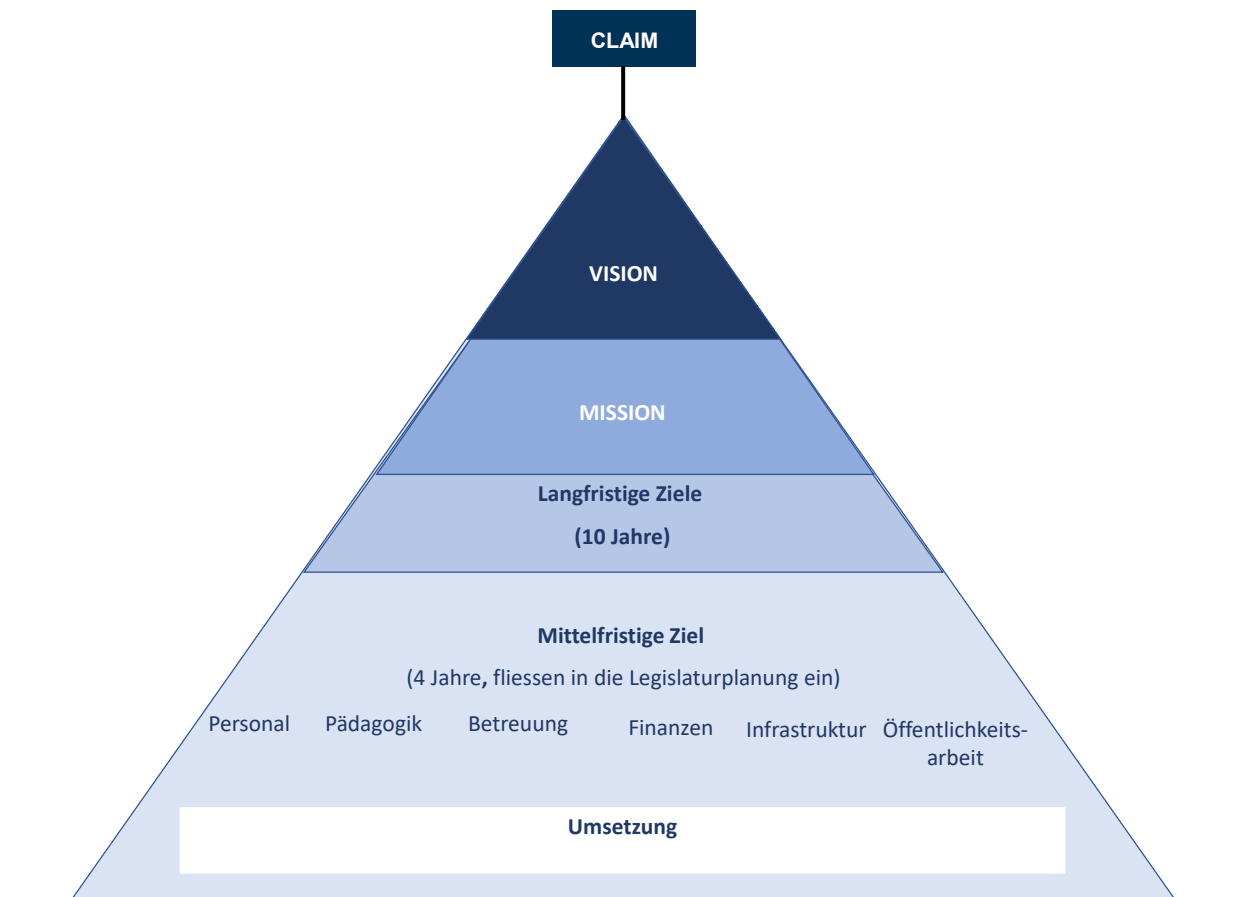 CLAIM
VISION
MISSION
Langfristige Ziele
(10 Jahre)
Mittelfristige Ziel
(4 Jahre, fliessen in die Legislaturplanung ein)
Personal Pädagogik Betreuung Finanzen Infrastruktur Öffentlichkeits-
arbeit
Umsetzung